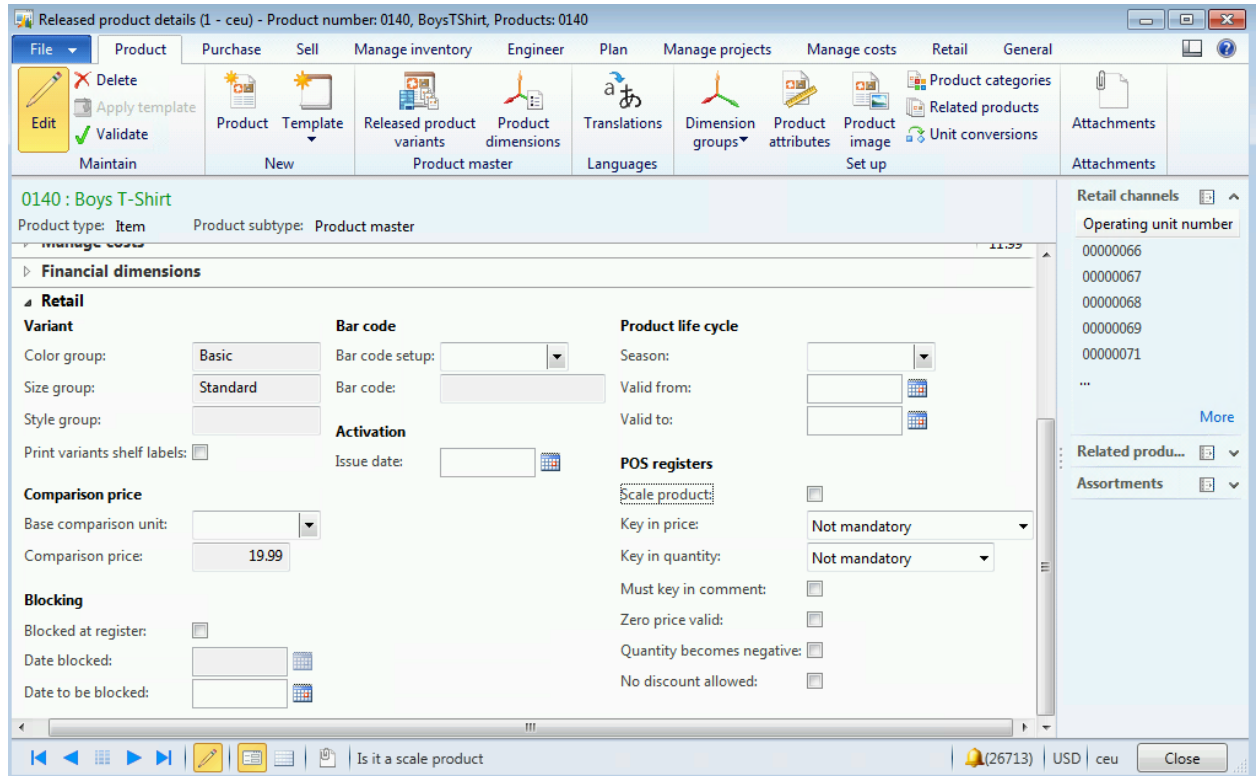 Released product details (1 - ceu) - Product number: 0140, BoysTShirt, Products: 0140
File Product Purchase Sell Manage inventory Engineer Plan Manage projects Manage costs Retail General
Edit
Delete
Apply template
Validate
Maintain
Product
Template
New
Released product variants
Product dimensions
Product master
Translations
Languages
Dimension groups
Product attributes
Product image
Product categories
Related products
Unit conversions
Set up
Attachments
Attachments
0140 : Boys T-Shirt
Product type: Item Product subtype: Product master
Manage costs 11.99
Financial dimensions
Retail
Variant
Color group: Basic
Size group: Standard
Style group:
Print variants shelf labels:
Comparison price
Base comparison unit:
Comparison price: 19.99
Blocking
Blocked at register:
Date blocked:
Date to be blocked:
Bar code
Bar code setup:
Bar code:
Activation
Issue date:
Product life cycle
Season:
Valid from:
Valid to:
POS registers
Scale product:
Key in price: Not mandatory
Key in quantity: Not mandatory
Must key in comment:
Zero price valid:
Quantity becomes negative:
No discount allowed:
Retail channels
Operating unit number
00000066
00000067
00000068
00000069
00000071
...
More
Related produ...
Assortments
Is it a scale product
(26713) USD ceu Close